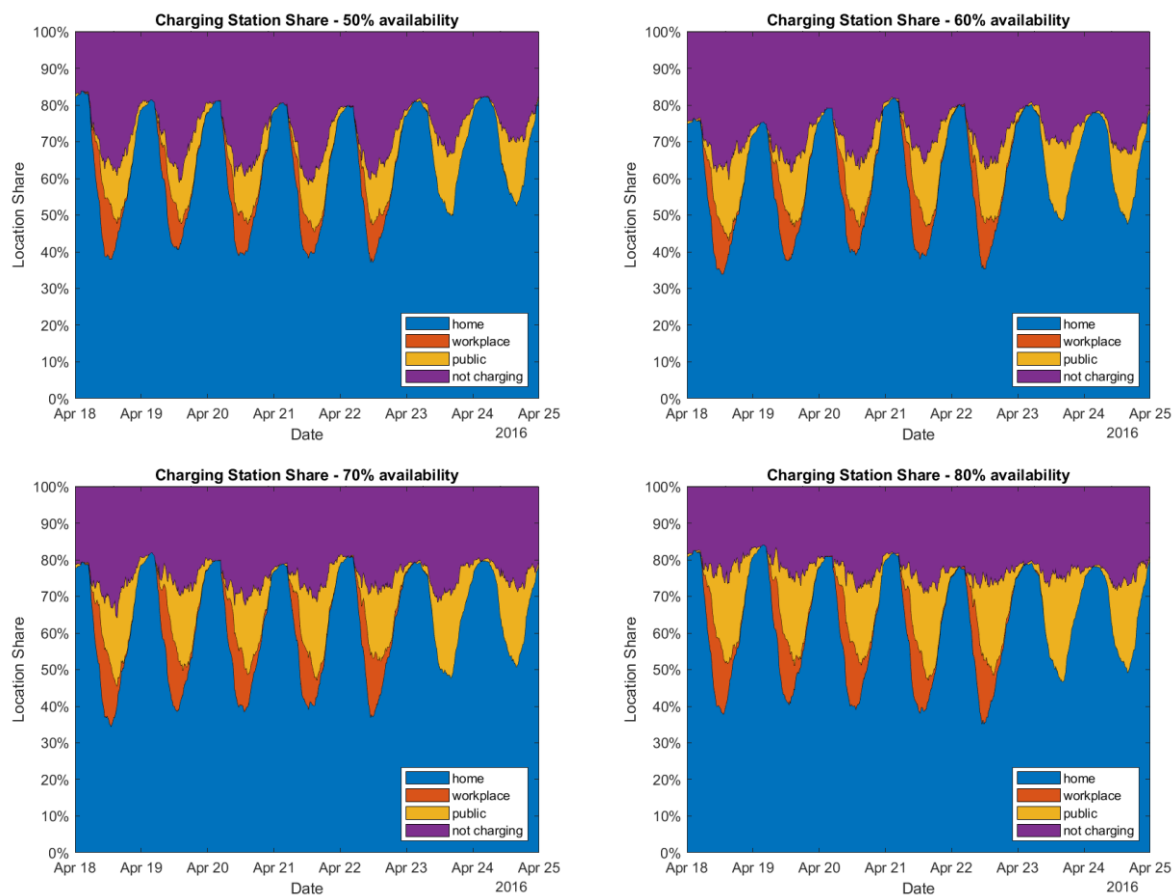 Charging Station Share - 50% availability
100%
90%
80%
70%
60%
50%
40%
30%
20%
10%
0%
Location Share
home
workplace
public
not charging
Apr 18 Apr 19 Apr 20 Apr 21 Apr 22 Apr 23 Apr 24 Apr 25
Date
2016
Charging Station Share - 60% availability
100%
90%
80%
70%
60%
50%
40%
30%
20%
10%
0%
Location Share
home
workplace
public
not charging
Apr 18 Apr 19 Apr 20 Apr 21 Apr 22 Apr 23 Apr 24 Apr 25
Date
2016
Charging Station Share - 70% availability
100%
90%
80%
70%
60%
50%
40%
30%
20%
10%
0%
Location Share
home
workplace
public
not charging
Apr 18 Apr 19 Apr 20 Apr 21 Apr 22 Apr 23 Apr 24 Apr 25
Date
2016
Charging Station Share - 80% availability
100%
90%
80%
70%
60%
50%
40%
30%
20%
10%
0%
Location Share
home
workplace
public
not charging
Apr 18 Apr 19 Apr 20 Apr 21 Apr 22 Apr 23 Apr 24 Apr 25
Date
2016